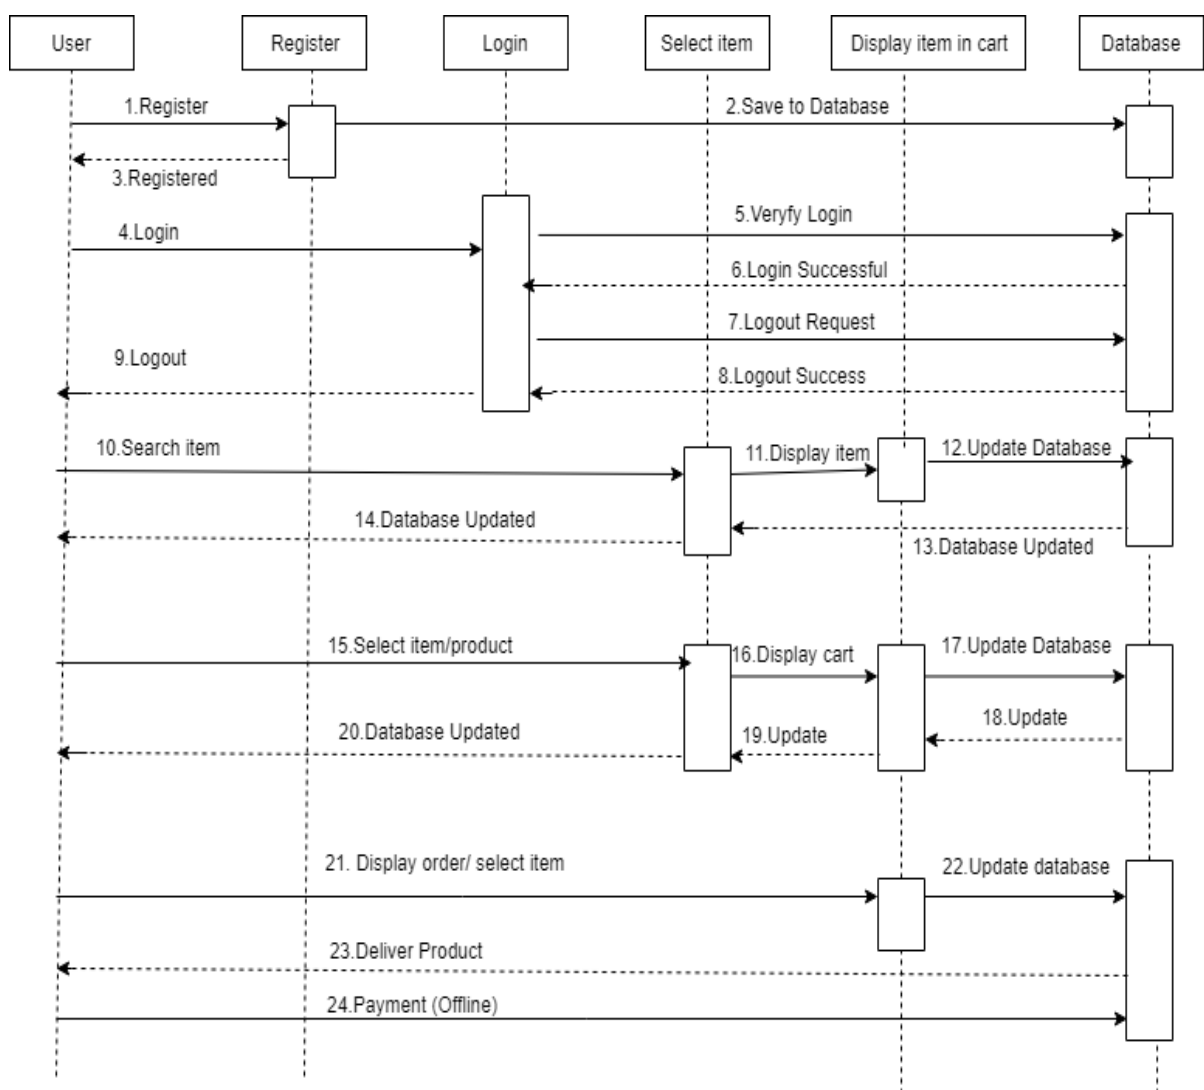 User
Register
Login
Select item
Display item in cart
Database
1.Register
2.Save to Database
3.Registered
4.Login
5.Veryfy Login
6.Login Successful
7.Logout Request
8.Logout Success
9.Logout
10.Search item
11.Display item
12.Update Database
13.Database Updated
14.Database Updated
15.Select item/product
16.Display cart
17.Update Database
18.Update
19.Update
20.Database Updated
21. Display order/ select item
22.Update database
23.Deliver Product
24.Payment (Offline)